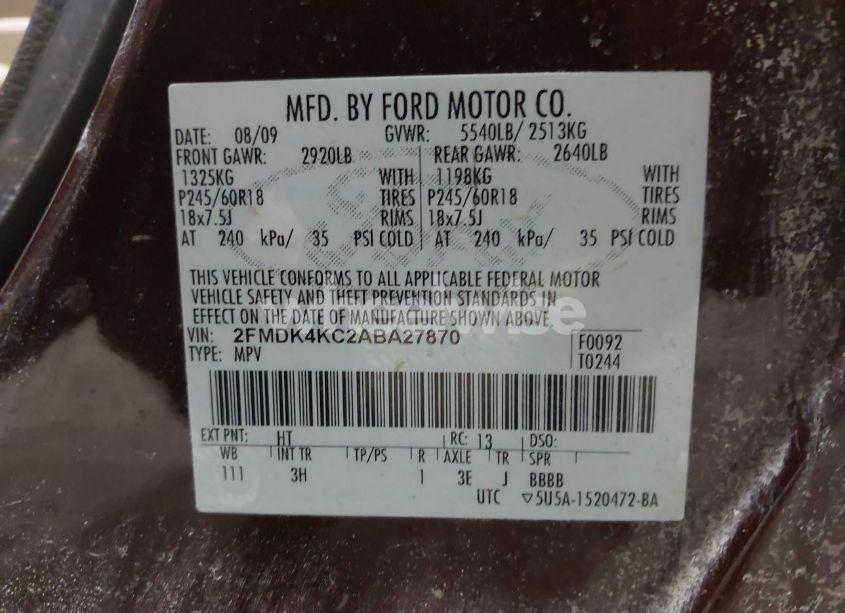 MFD. BY FORD MOTOR CO.
DATE: 08/09 GVWR: 5540LB/ 2513KG
FRONT GAWR: 2920LB REAR GAWR: 2640LB
1325KG WITH 1198KG WITH
P245/60R18 TIRES P245/60R18 TIRES
18x7.5J RIMS 18x7.5J RIMS
AT 240 kPa/ 35 PSI COLD AT 240 kPa/ 35 PSI COLD
THIS VEHICLE CONFORMS TO ALL APPLICABLE FEDERAL MOTOR
VEHICLE SAFETY AND THEFT PREVENTION STANDARDS IN
EFFECT ON THE DATE OF MANUFACTURE SHOWN ABOVE
VIN: 2FMDK4KC2ABA27870 F0092
TYPE: MPV T0244
EXT PNT: HT RC: 13 DSO:
WB INT TR TP/PS R AXLE TR SPR
111 3H 1 3E J BBBB
UTC ▽5U5A-1520472-BA